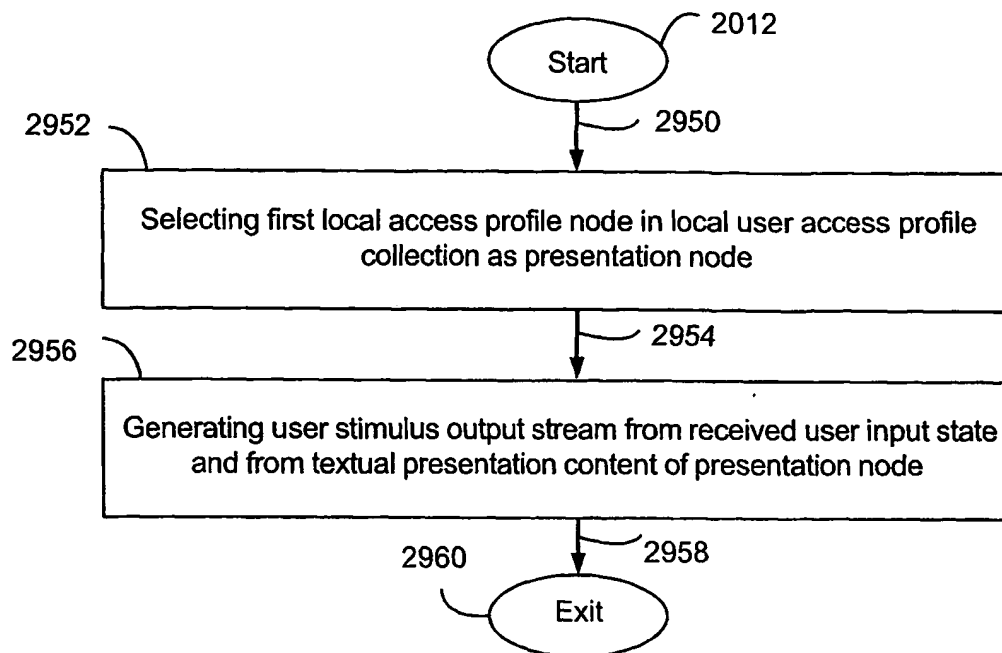 2012
Start
2950
2952
Selecting first local access profile node in local user access profile
collection as presentation node
2954
2956
Generating user stimulus output stream from received user input state
and from textual presentation content of presentation node
2958
2960
Exit